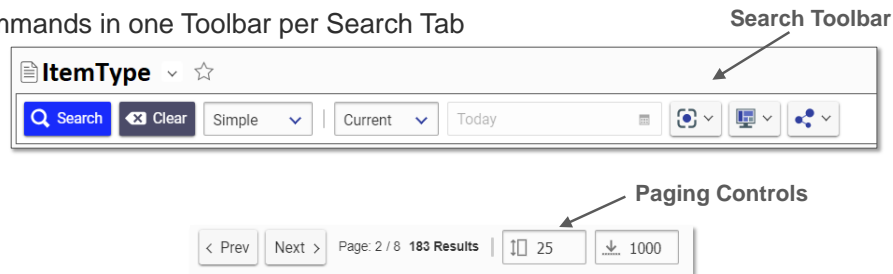 mmands in one Toolbar per Search Tab
Search Toolbar
ItemType
Search Clear Simple Current Today
Paging Controls
Prev Next Page: 2 / 8 183 Results 25 1000